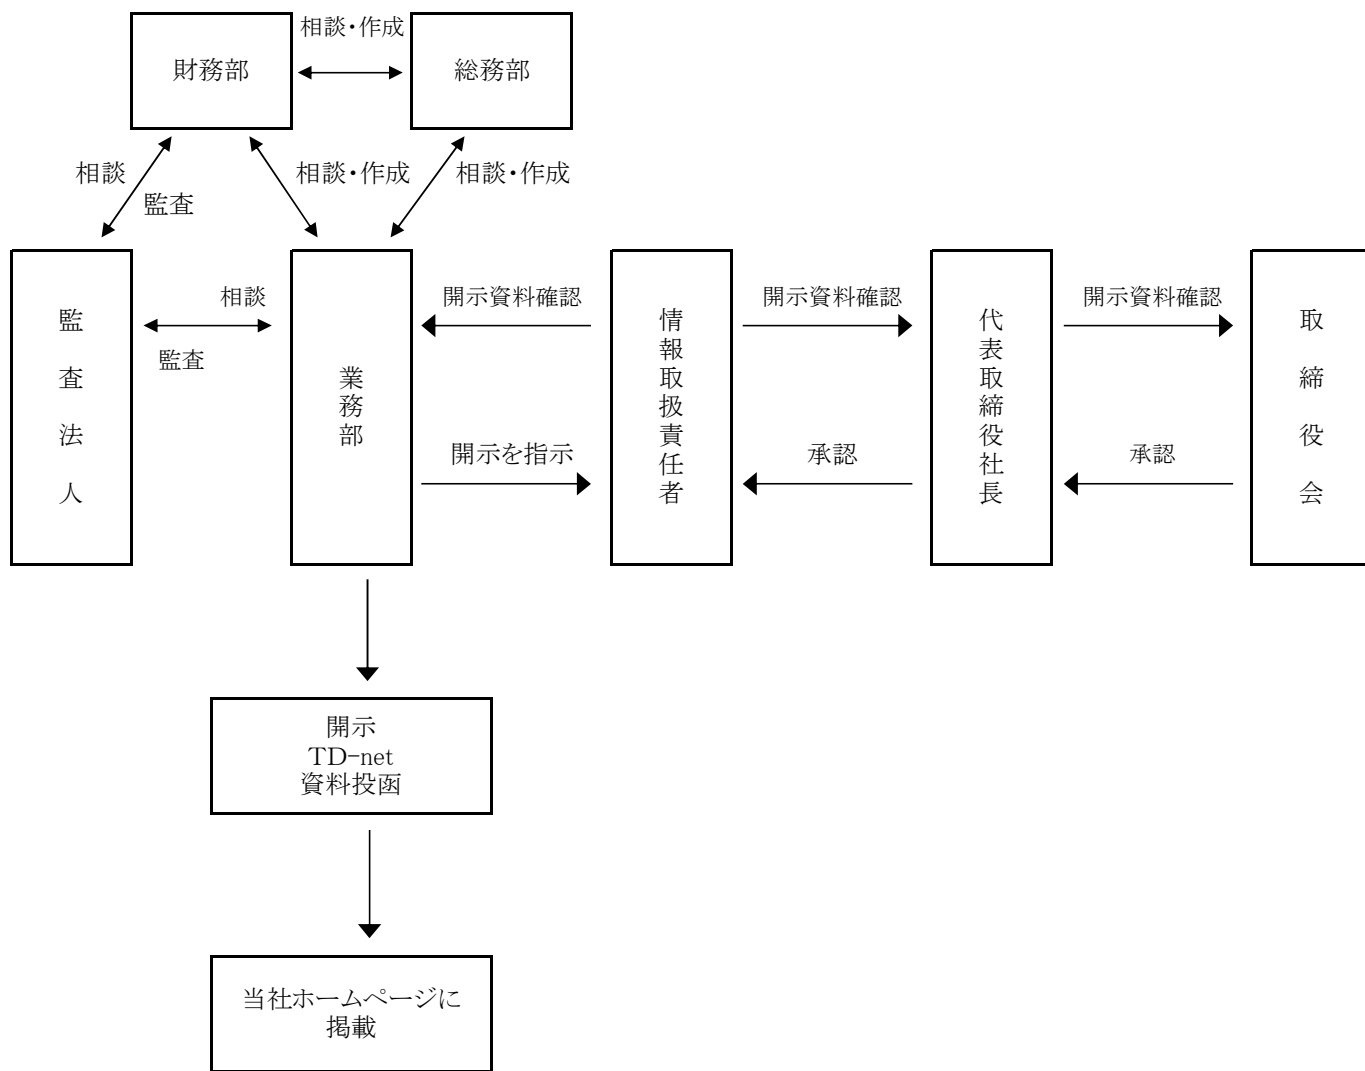 相談・作成
財務部
総務部
相談
監査
相談・作成
相談・作成
監査法人
相談
監査
業務部
開示資料確認
開示を指示
情報取扱責任者
開示資料確認
承認
代表取締役社長
開示資料確認
承認
取締役会
開示
TD-net
資料投函
当社ホームページに
掲載